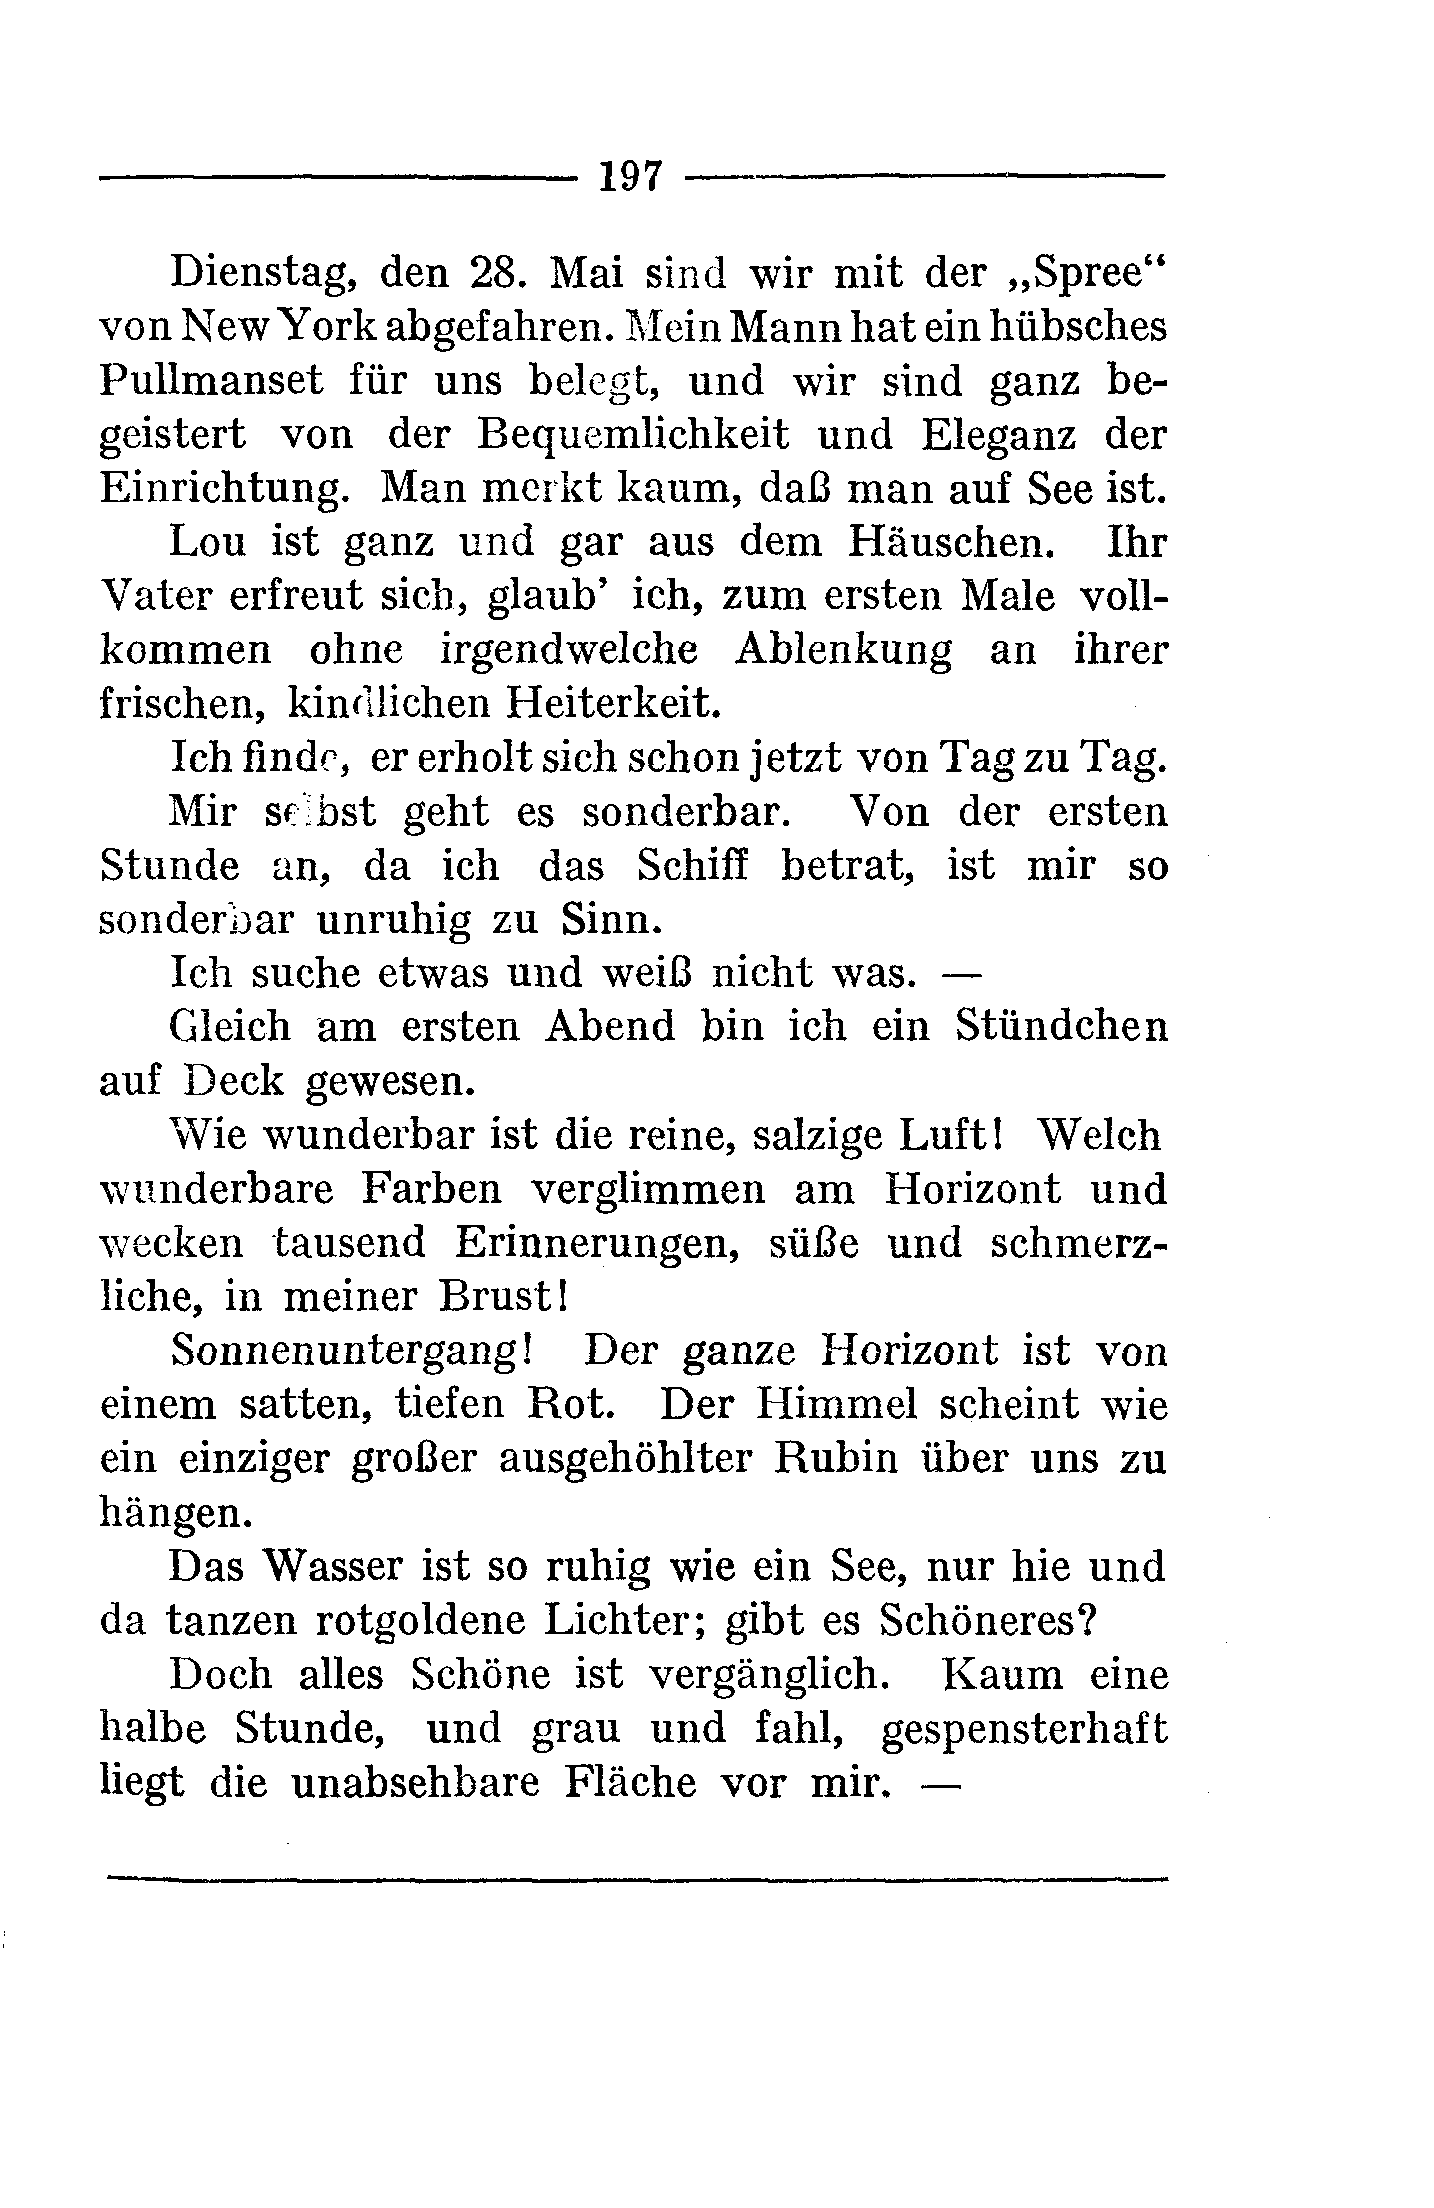 197
Dienstag, den 28. Mai sind wir mit der „Spree“
von New York abgefahren. Mein Mann hat ein hübsches
Pullmanset für uns belegt, und wir sind ganz be-
geistert von der Bequemlichkeit und Eleganz der
Einrichtung. Man merkt kaum, daß man auf See ist.
Lou ist ganz und gar aus dem Häuschen. Ihr
Vater erfreut sich, glaub’ ich, zum ersten Male voll-
kommen ohne irgendwelche Ablenkung an ihrer
frischen, kindlichen Heiterkeit.
Ich finde, er erholt sich schon jetzt von Tag zu Tag.
Mir selbst geht es sonderbar. Von der ersten
Stunde an, da ich das Schiff betrat, ist mir so
sonderbar unruhig zu Sinn.
Ich suche etwas und weiß nicht was. —
Gleich am ersten Abend bin ich ein Stündchen
auf Deck gewesen.
Wie wunderbar ist die reine, salzige Luft! Welch
wunderbare Farben verglimmen am Horizont und
wecken tausend Erinnerungen, süße und schmerz-
liche, in meiner Brust!
Sonnenuntergang! Der ganze Horizont ist von
einem satten, tiefen Rot. Der Himmel scheint wie
ein einziger großer ausgehöhlter Rubin über uns zu
hängen.
Das Wasser ist so ruhig wie ein See, nur hie und
da tanzen rotgoldene Lichter; gibt es Schöneres?
Doch alles Schöne ist vergänglich. Kaum eine
halbe Stunde, und grau und fahl, gespensterhaft
liegt die unabsehbare Fläche vor mir. —